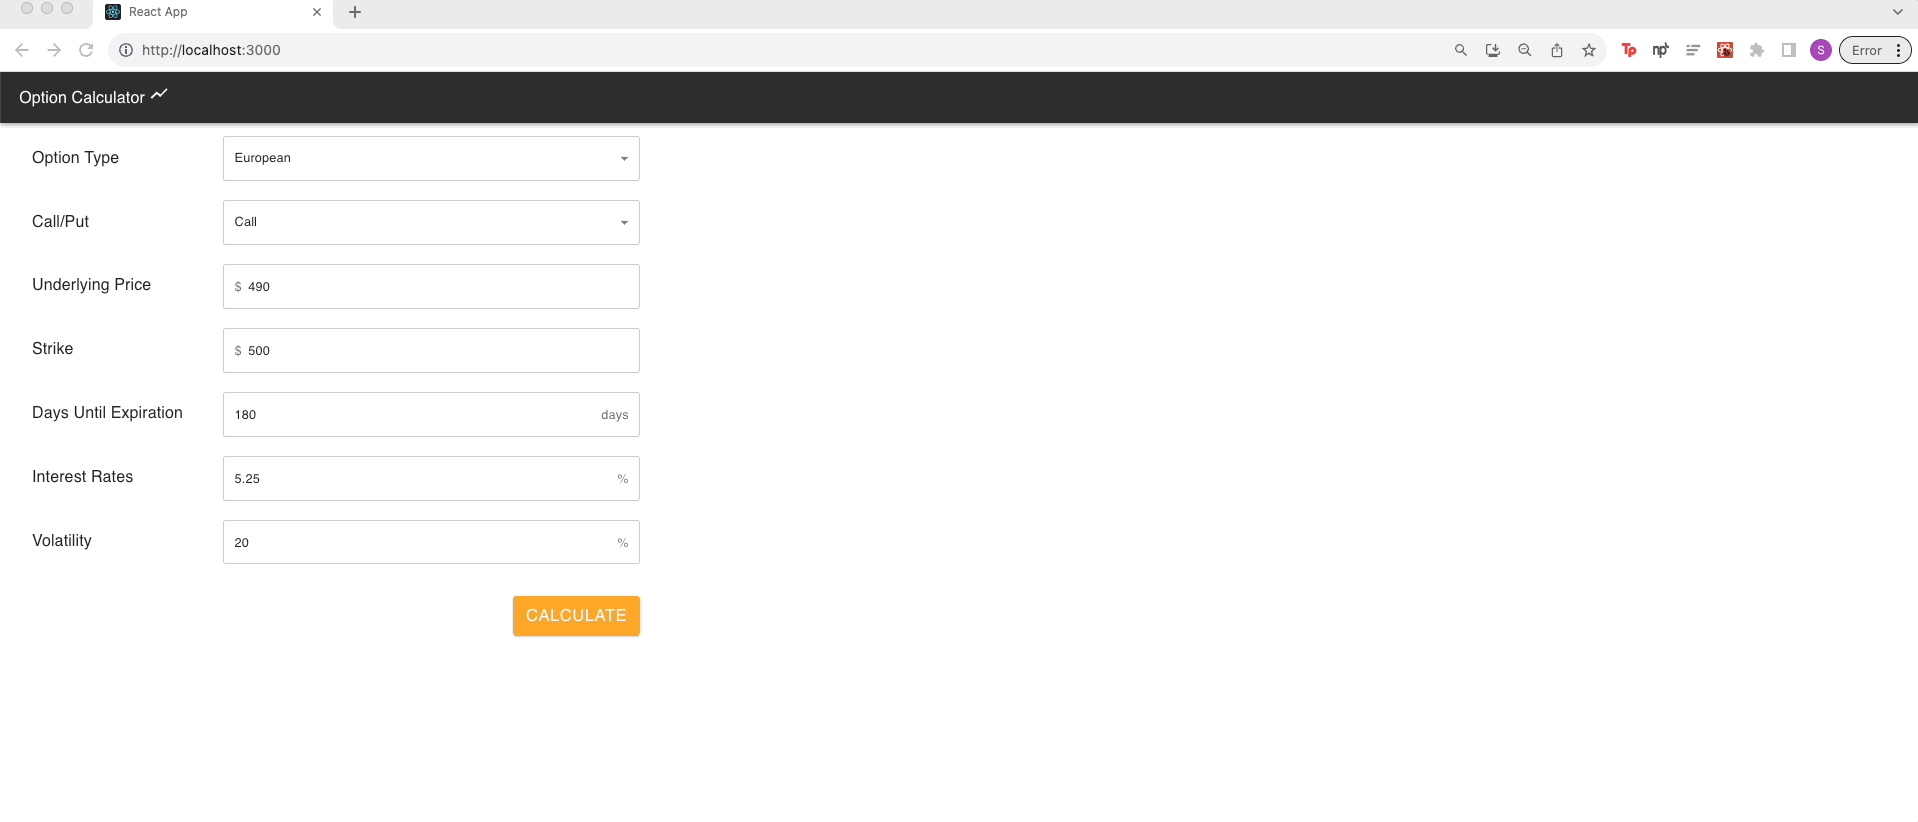 React App
http://localhost:3000
Tp
npt
S
Error
Option Calculator
Option Type
European
Call/Put
Call
Underlying Price
$ 490
Strike
$ 500
Days Until Expiration
180 days
Interest Rates
5.25 %
Volatility
20 %
CALCULATE